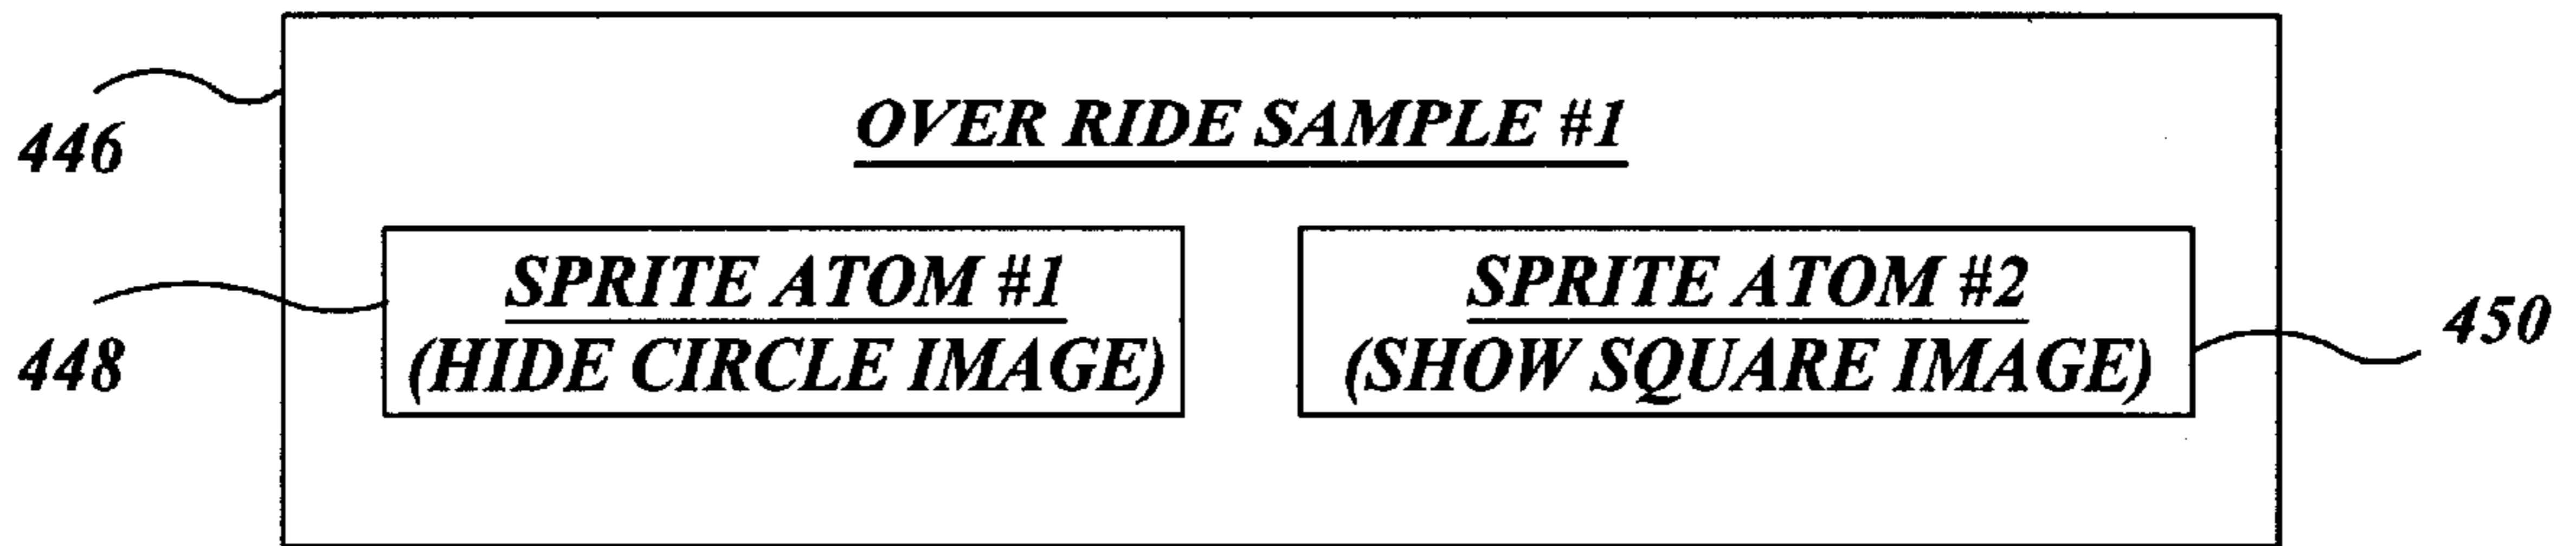 446
OVER RIDE SAMPLE #1
448
SPRITE ATOM #1
(HIDE CIRCLE IMAGE)
SPRITE ATOM #2
(SHOW SQUARE IMAGE)
450